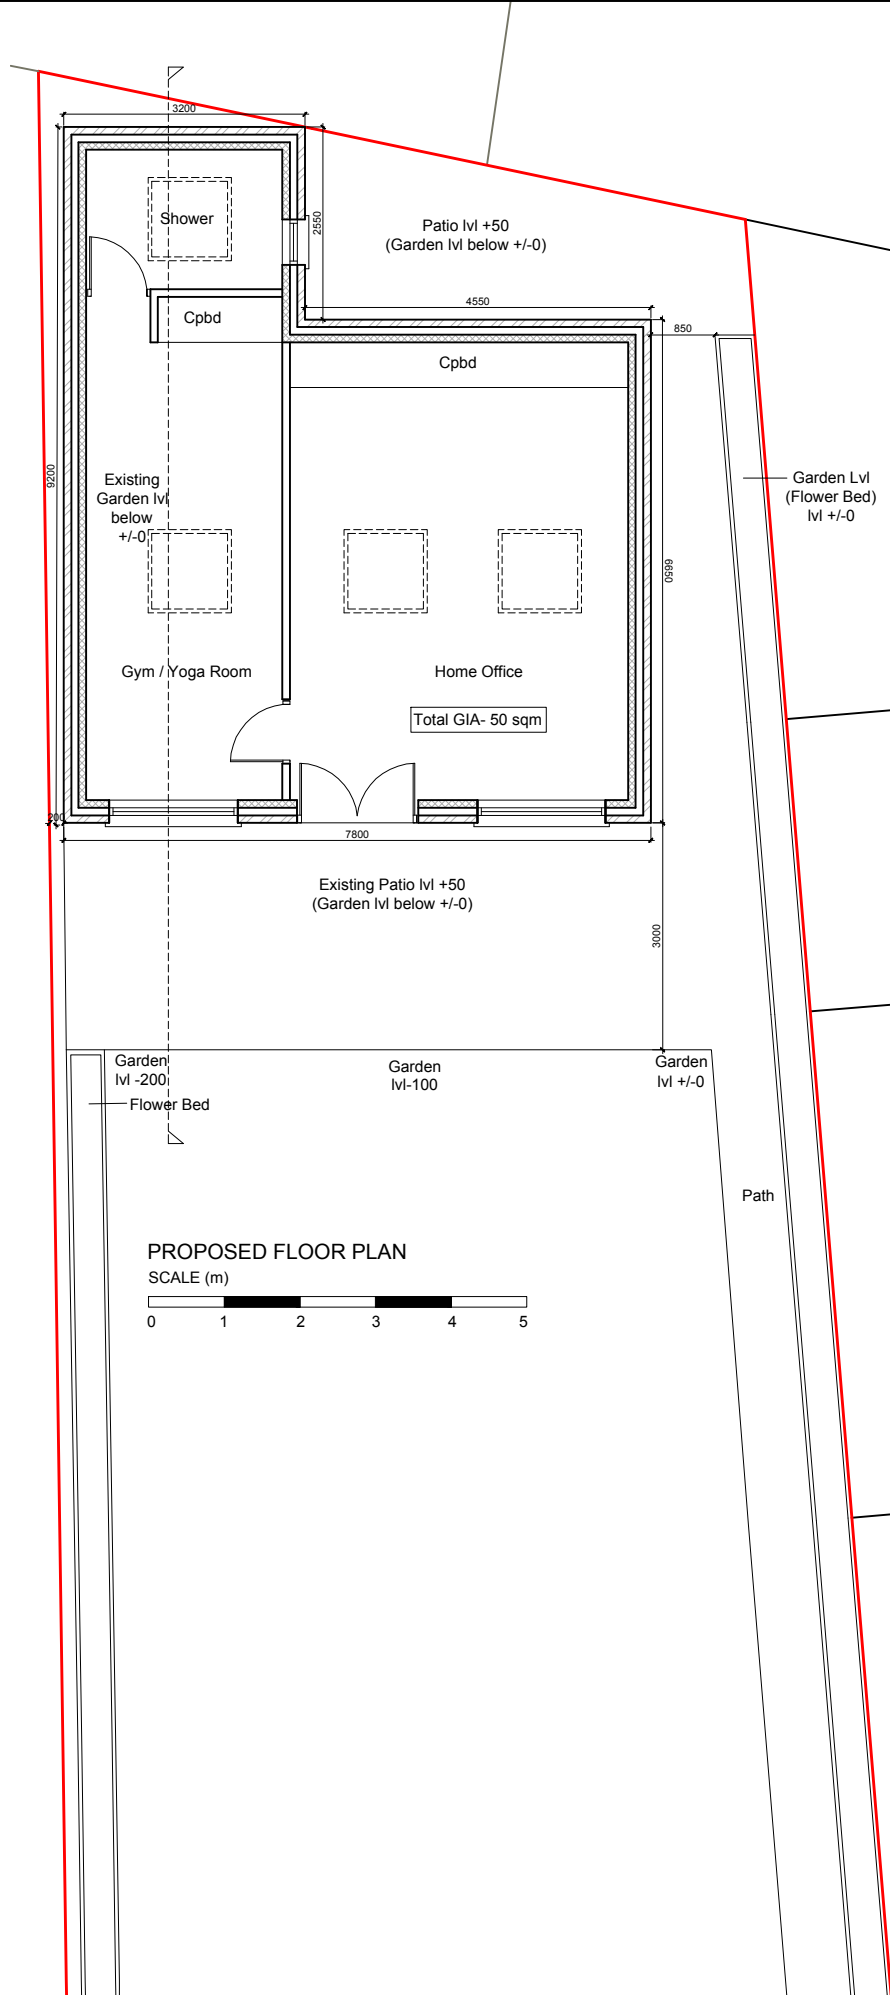 3200
Shower
2550
Patio lvl +50
(Garden lvl below +/-0)
4550
850
Cpbd
Cpbd
9200
Existing
Garden lvl
below
+/-0
Garden Lvl
(Flower Bed)
lvl +/-0
6650
Gym / Yoga Room
Home Office
Total GIA- 50 sqm
200
7800
Existing Patio lvl +50
(Garden lvl below +/-0)
3000
Garden
lvl -200
Garden
lvl-100
Garden
lvl +/-0
Flower Bed
Path
PROPOSED FLOOR PLAN
SCALE (m)
0 1 2 3 4 5